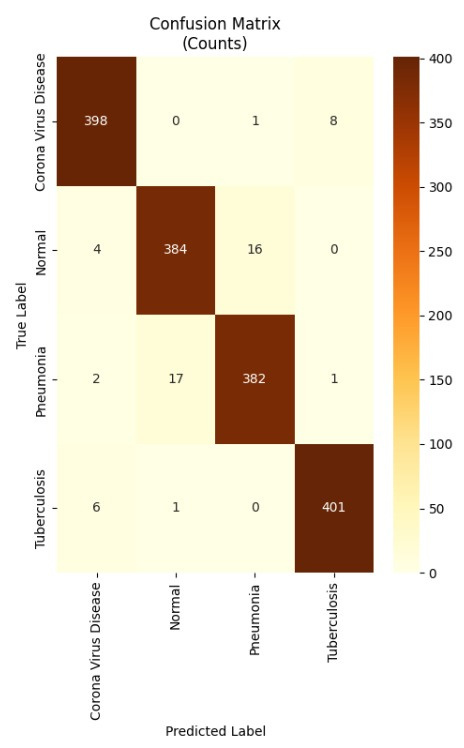 Confusion Matrix
(Counts)
True Label
Corona Virus Disease
398 0 1 8
Normal
4 384 16 0
Pneumonia
2 17 382 1
Tuberculosis
6 1 0 401
Corona Virus Disease
Normal
Pneumonia
Tuberculosis
Predicted Label
400
350
300
250
200
150
100
50
0